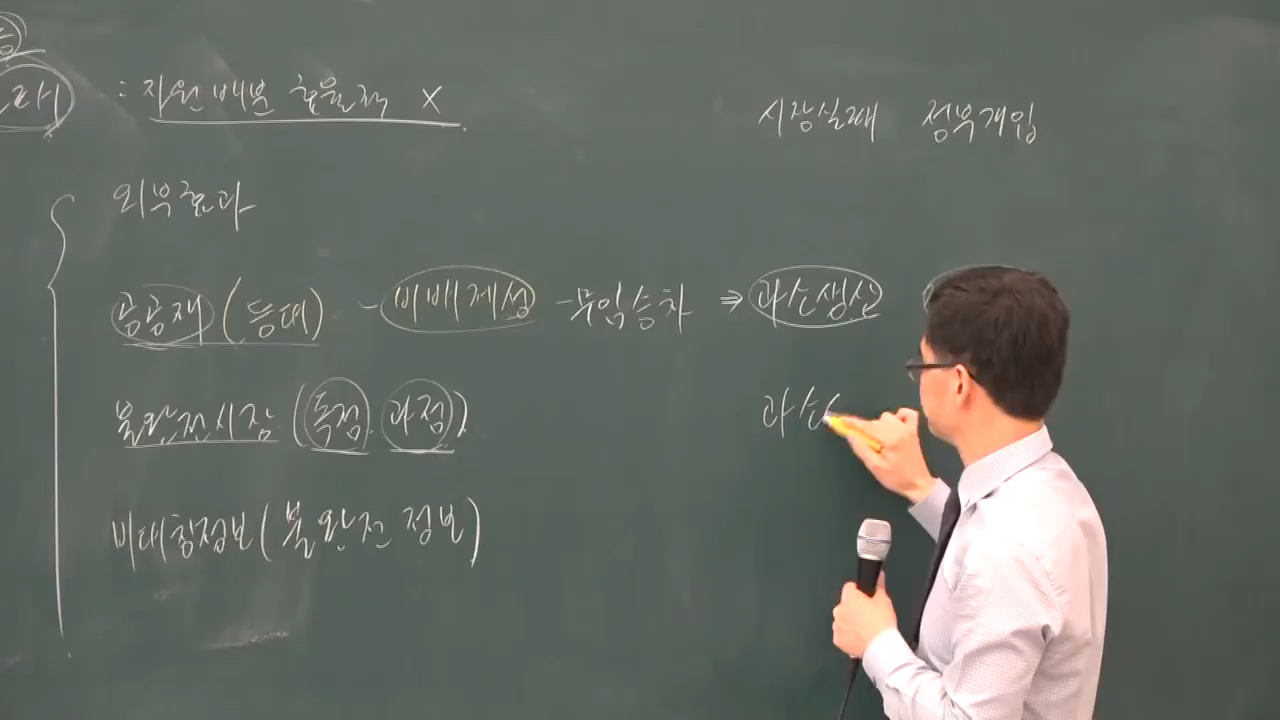 : 자원 배분 효율적 X
시장실패 정부개입
외부효과
공공재 (등대) - 비배제성 - 무임승차 ⇒ 과소생산
불완전시장 (독점, 과점)
과소
비대칭정보 (불완전 정보)